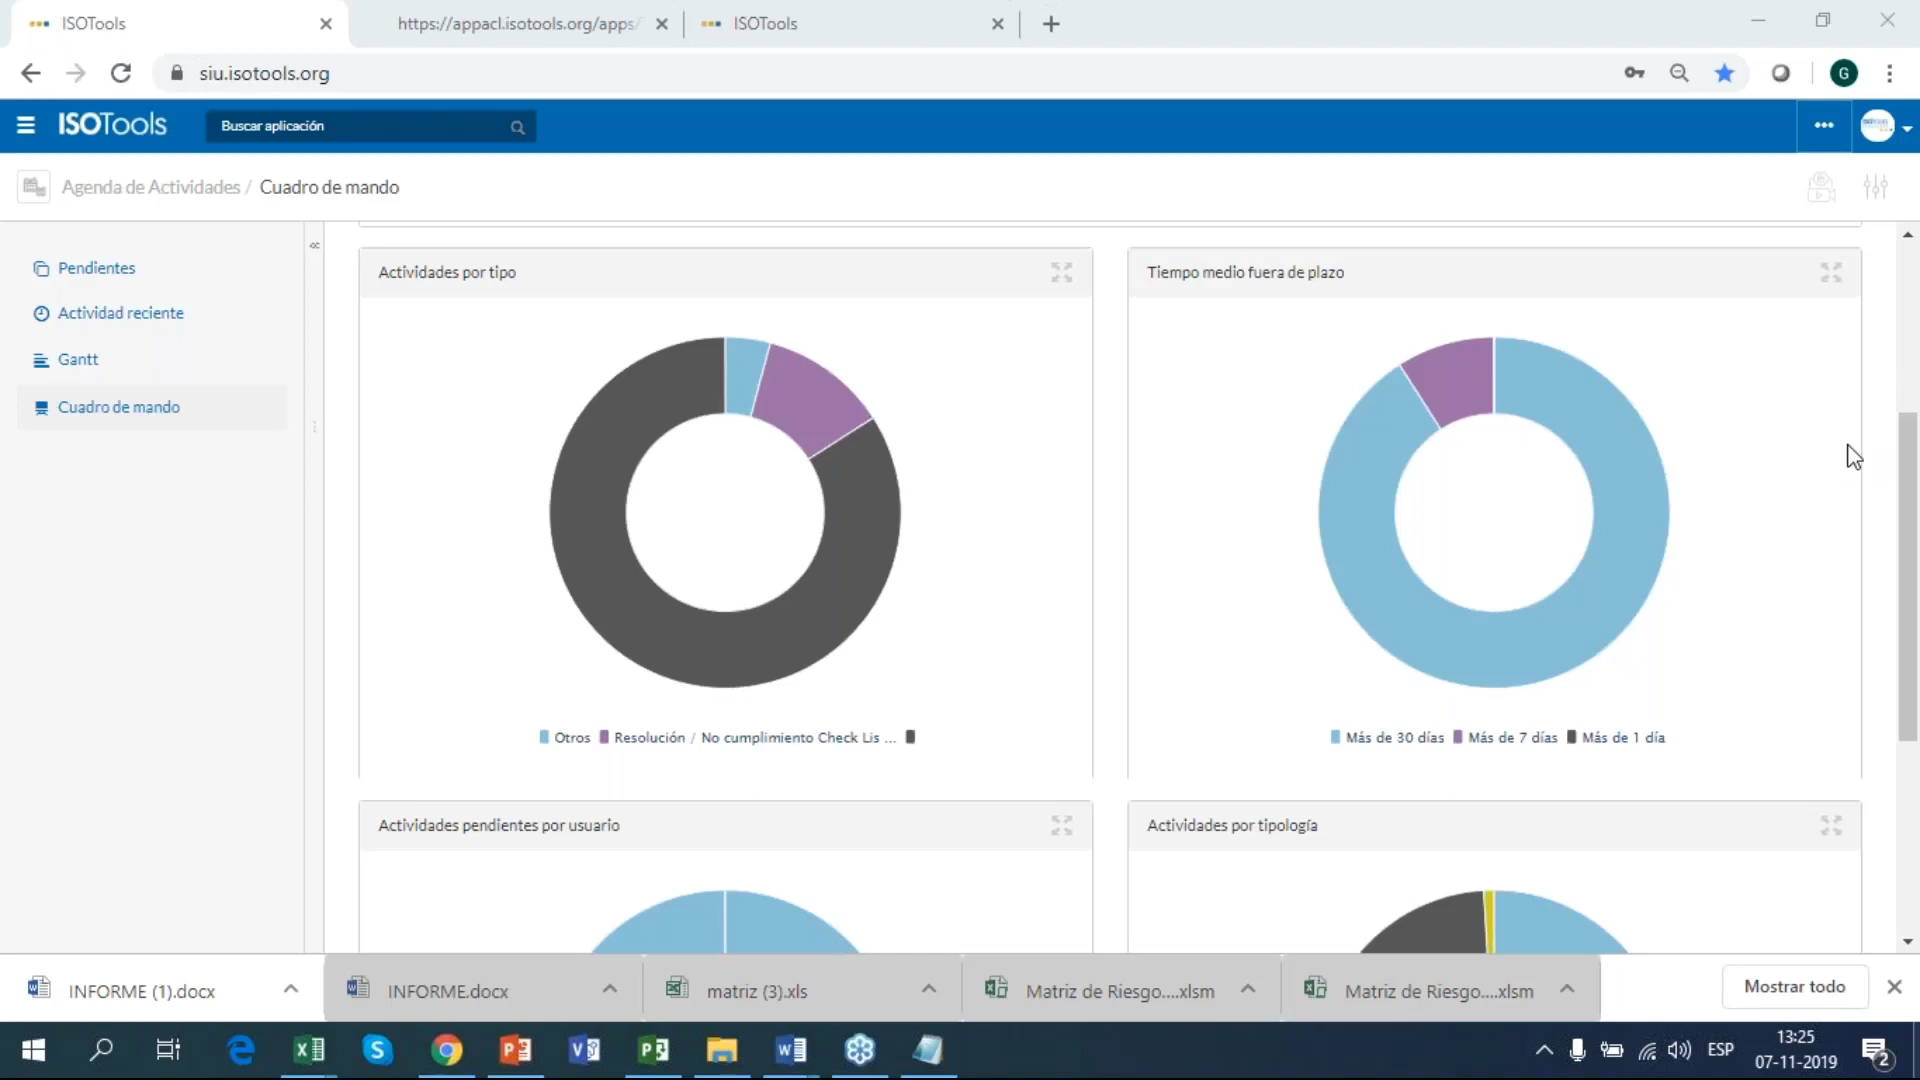 ISOTools
https://appacl.isotools.org/apps/
ISOTools
siu.isotools.org
G
ISOTools
Buscar aplicación
Agenda de Actividades / Cuadro de mando
Pendientes
Actividad reciente
Gantt
Cuadro de mando
Actividades por tipo
Otros Resolución / No cumplimiento Check Lis ...
Tiempo medio fuera de plazo
Más de 30 días Más de 7 días Más de 1 día
Actividades pendientes por usuario
Actividades por tipología
INFORME (1).docx
INFORME.docx
matriz (3).xls
Matriz de Riesgo....xlsm
Matriz de Riesgo....xlsm
Mostrar todo
ESP
13:25
07-11-2019
2